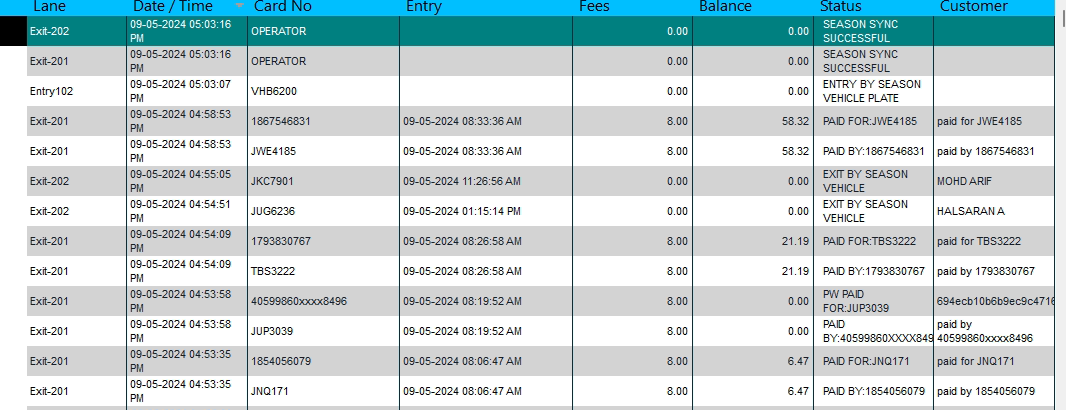 Lane Date / Time Card No Entry Fees Balance Status Customer
Exit-202 09-05-2024 05:03:16 PM OPERATOR 0.00 0.00 SEASON SYNC SUCCESSFUL
Exit-201 09-05-2024 05:03:16 PM OPERATOR 0.00 0.00 SEASON SYNC SUCCESSFUL
Entry102 09-05-2024 05:03:07 PM VHB6200 0.00 0.00 ENTRY BY SEASON VEHICLE PLATE
Exit-201 09-05-2024 04:58:53 PM 1867546831 09-05-2024 08:33:36 AM 8.00 58.32 PAID FOR:JWE4185 paid for JWE4185
Exit-201 09-05-2024 04:58:53 PM JWE4185 09-05-2024 08:33:36 AM 8.00 58.32 PAID BY:1867546831 paid by 1867546831
Exit-202 09-05-2024 04:55:05 PM JKC7901 09-05-2024 11:26:56 AM 0.00 0.00 EXIT BY SEASON VEHICLE MOHD ARIF
Exit-202 09-05-2024 04:54:51 PM JUG6236 09-05-2024 01:15:14 PM 0.00 0.00 EXIT BY SEASON VEHICLE HALSARAN A
Exit-201 09-05-2024 04:54:09 PM 1793830767 09-05-2024 08:26:58 AM 8.00 21.19 PAID FOR:TBS3222 paid for TBS3222
Exit-201 09-05-2024 04:54:09 PM TBS3222 09-05-2024 08:26:58 AM 8.00 21.19 PAID BY:1793830767 paid by 1793830767
Exit-201 09-05-2024 04:53:58 PM 40599860xxxx8496 09-05-2024 08:19:52 AM 8.00 0.00 PW PAID FOR:JUP3039 694ecb10b6b9ec9c4716
Exit-201 09-05-2024 04:53:58 PM JUP3039 09-05-2024 08:19:52 AM 8.00 0.00 PAID BY:40599860XXXX849 paid by 40599860xxxx8496
Exit-201 09-05-2024 04:53:35 PM 1854056079 09-05-2024 08:06:47 AM 8.00 6.47 PAID FOR:JNQ171 paid for JNQ171
Exit-201 09-05-2024 04:53:35 PM JNQ171 09-05-2024 08:06:47 AM 8.00 6.47 PAID BY:1854056079 paid by 1854056079